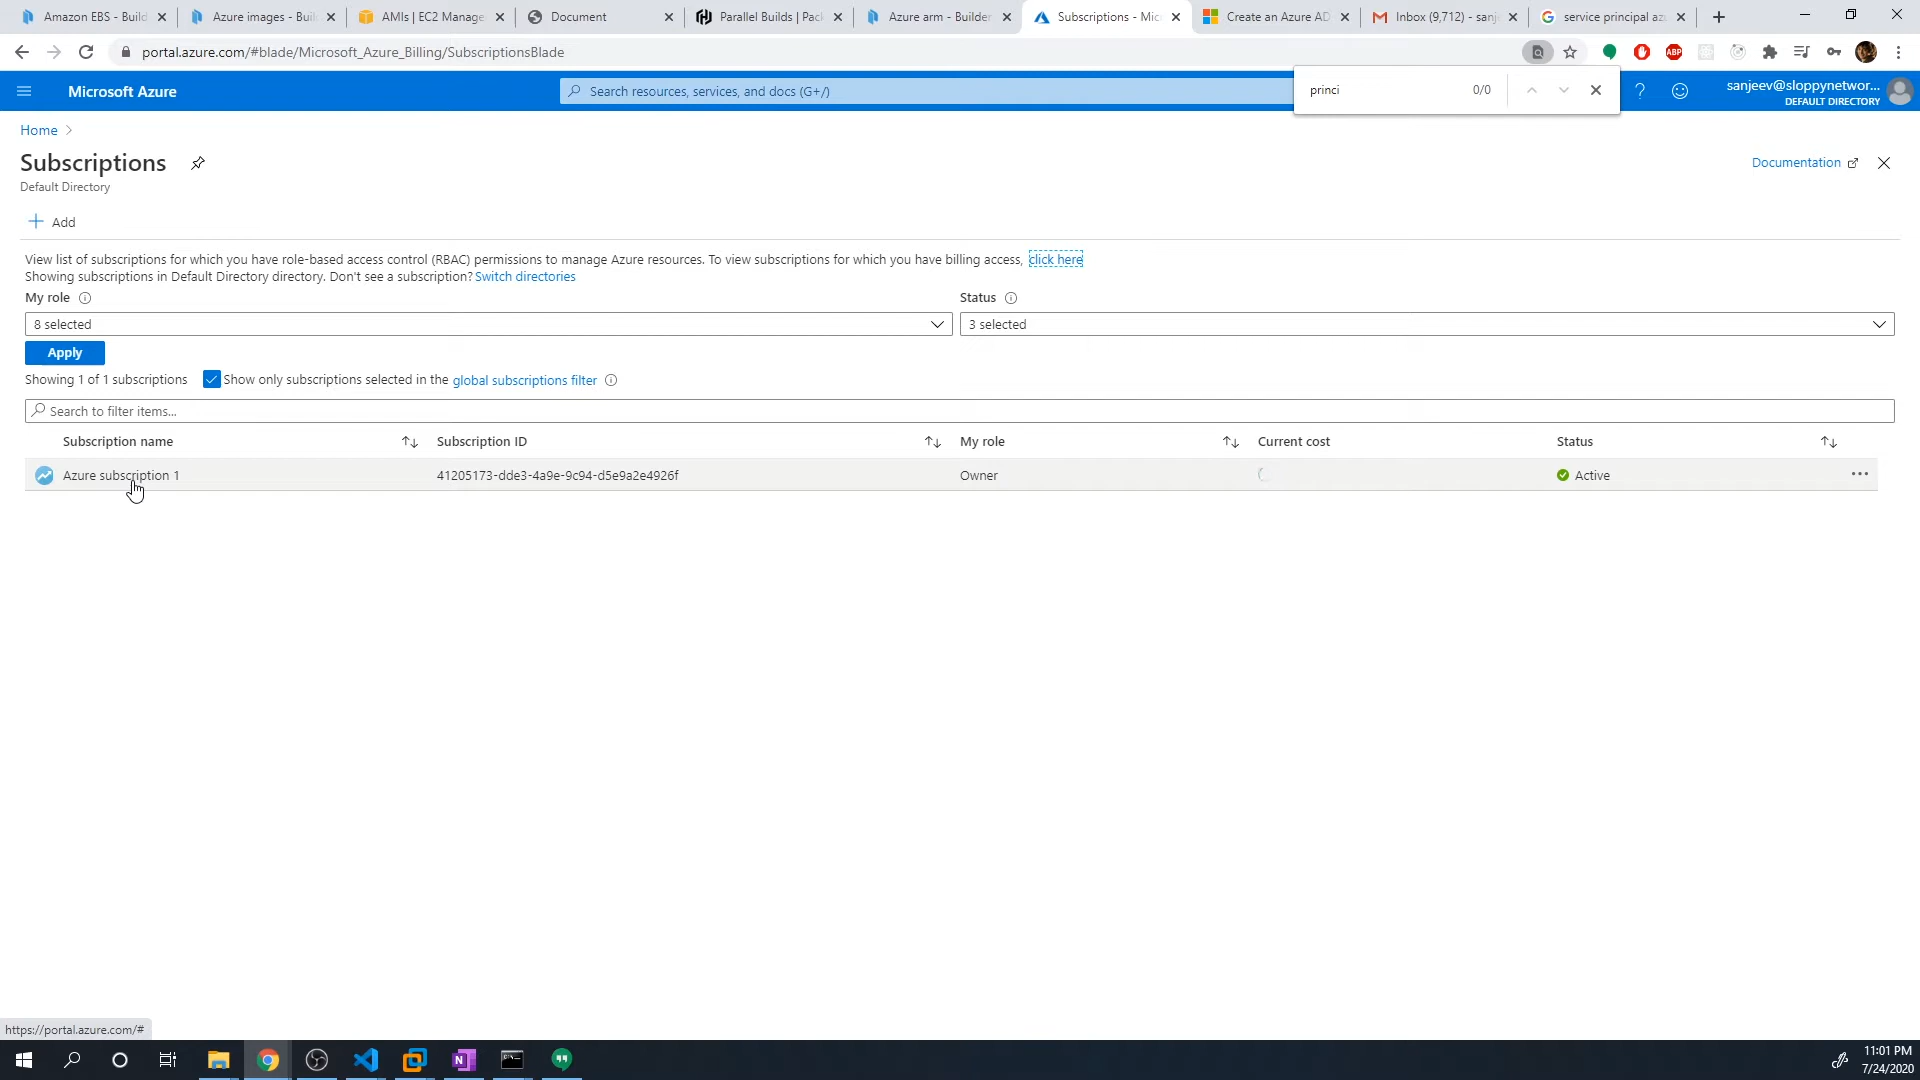 Amazon EBS - Build
Azure images - Buil
AMIs | EC2 Manage
Document
Parallel Builds | Pac
Azure arm - Builder
Subscriptions - Mic
Create an Azure AD
Inbox (9,712) - sanj
service principal az
portal.azure.com/#blade/Microsoft_Azure_Billing/SubscriptionsBlade
ABP
princi
0/0
Microsoft Azure
Search resources, services, and docs (G+/)
sanjeev@sloppynetwor...
DEFAULT DIRECTORY
Home
Subscriptions
Documentation
Default Directory
Add
View list of subscriptions for which you have role-based access control (RBAC) permissions to manage Azure resources. To view subscriptions for which you have billing access, click here
Showing subscriptions in Default Directory directory. Don't see a subscription? Switch directories
My role
Status
8 selected
3 selected
Apply
Showing 1 of 1 subscriptions
Show only subscriptions selected in the global subscriptions filter
Search to filter items...
Subscription name
Subscription ID
My role
Current cost
Status
Azure subscription 1
41205173-dde3-4a9e-9c94-d5e9a2e4926f
Owner
Active
https://portal.azure.com/#
11:01 PM
7/24/2020